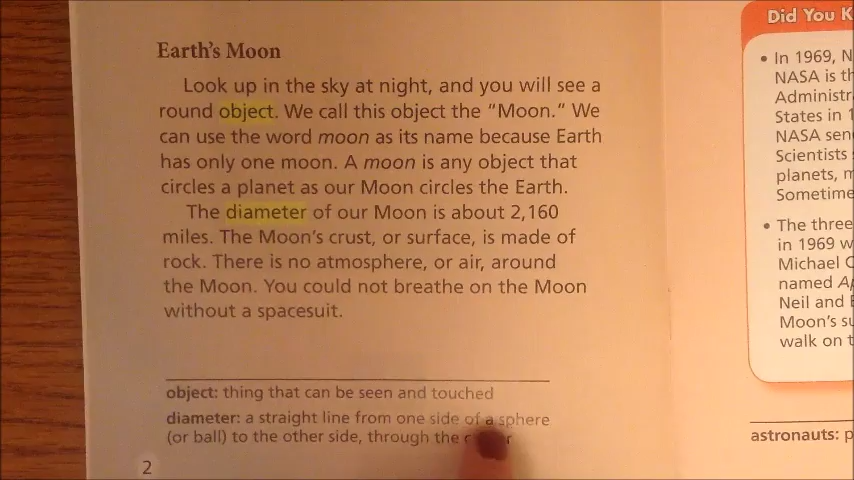 Earth's Moon
Look up in the sky at night, and you will see a
round object. We call this object the "Moon." We
can use the word moon as its name because Earth
has only one moon. A moon is any object that
circles a planet as our Moon circles the Earth.
The diameter of our Moon is about 2,160
miles. The Moon's crust, or surface, is made of
rock. There is no atmosphere, or air, around
the Moon. You could not breathe on the Moon
without a spacesuit.
object: thing that can be seen and touched
diameter: a straight line from one side of a sphere
(or ball) to the other side, through the
2
Did You K
• In 1969, N
NASA is th
Administr
States in 1
NASA sen
Scientists
planets, m
Sometime
• The three
in 1969 w
Michael C
named A
Neil and
Moon's su
walk on t
astronauts: p